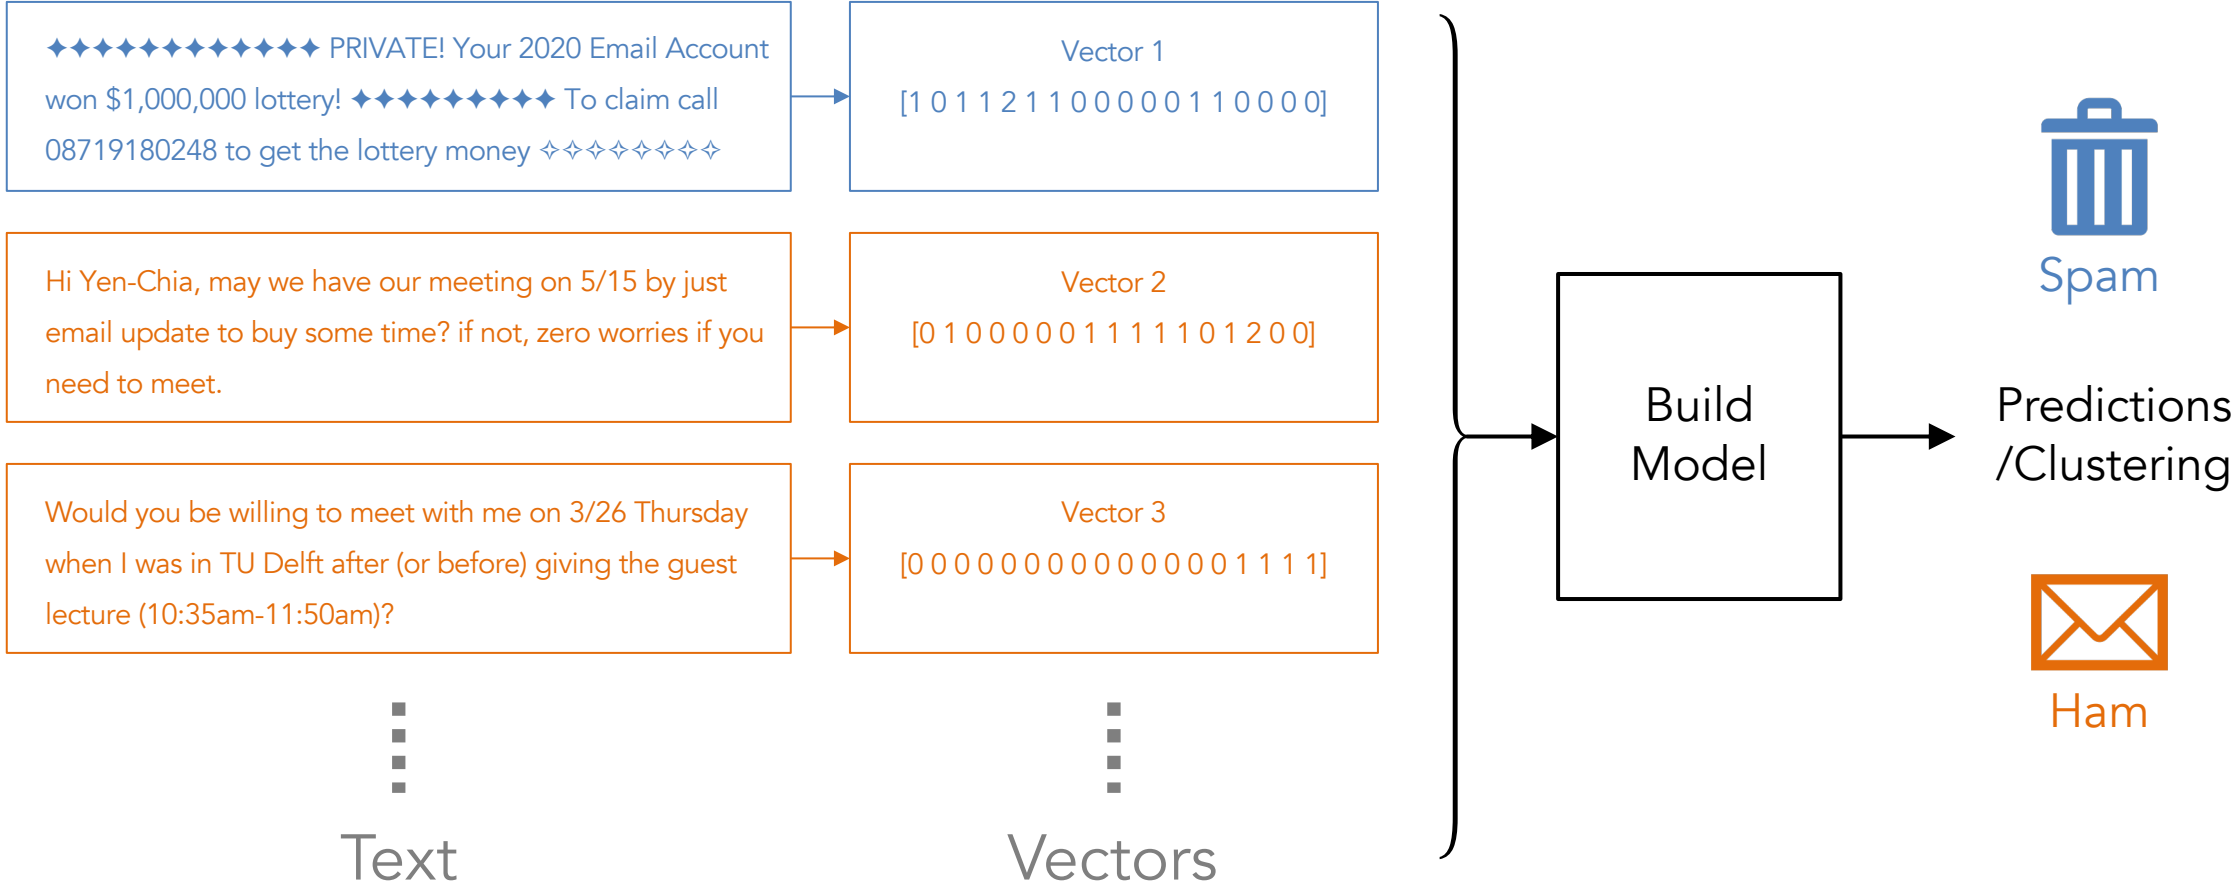 ✦✦✦✦✦✦✦✦✦✦✦✦ PRIVATE! Your 2020 Email Account
won $1,000,000 lottery! ✦✦✦✦✦✦✦✦✦ To claim call
08719180248 to get the lottery money ✧✧✧✧✧✧✧✧
Vector 1
[1 0 1 1 2 1 1 0 0 0 0 0 1 1 0 0 0 0]
Hi Yen-Chia, may we have our meeting on 5/15 by just
email update to buy some time? if not, zero worries if you
need to meet.
Vector 2
[0 1 0 0 0 0 0 1 1 1 1 1 0 1 2 0 0]
Would you be willing to meet with me on 3/26 Thursday
when I was in TU Delft after (or before) giving the guest
lecture (10:35am-11:50am)?
Vector 3
[0 0 0 0 0 0 0 0 0 0 0 0 0 0 1 1 1 1]
Text
Vectors
Build
Model
Spam
Predictions
/Clustering
Ham